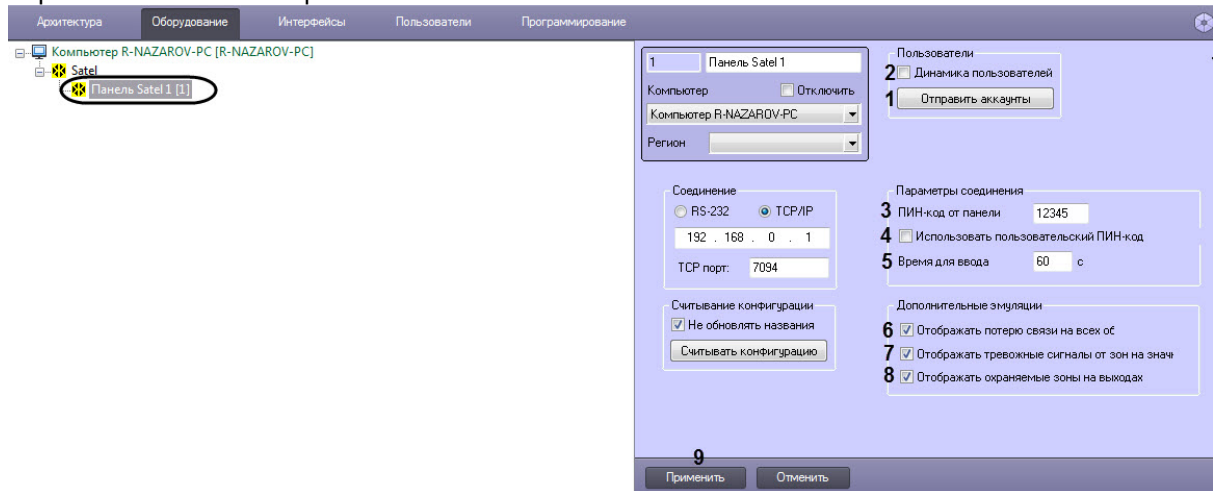 Архитектура Оборудование Интерфейсы Пользователи Программирование
Компьютер R-NAZAROV-PC [R-NAZAROV-PC]
Satel
Панель Satel 1 [1]
1 Панель Satel 1
Компьютер Отключить
Компьютер R-NAZAROV-PC
Регион
Пользователи
2 Динамика пользователей
1 Отправить аккаунты
Соединение
RS-232 TCP/IP
192 . 168 . 0 . 1
TCP порт: 7094
Параметры соединения
3 ПИН-код от панели 12345
4 Использовать пользовательский ПИН-код
5 Время для ввода 60 с
Считывание конфигурации
Не обновлять названия
Считывать конфигурацию
Дополнительные эмуляции
6 Отображать потерю связи на всех об
7 Отображать тревожные сигналы от зон на знач
8 Отображать охраняемые зоны на выходах
9
Применить Отменить